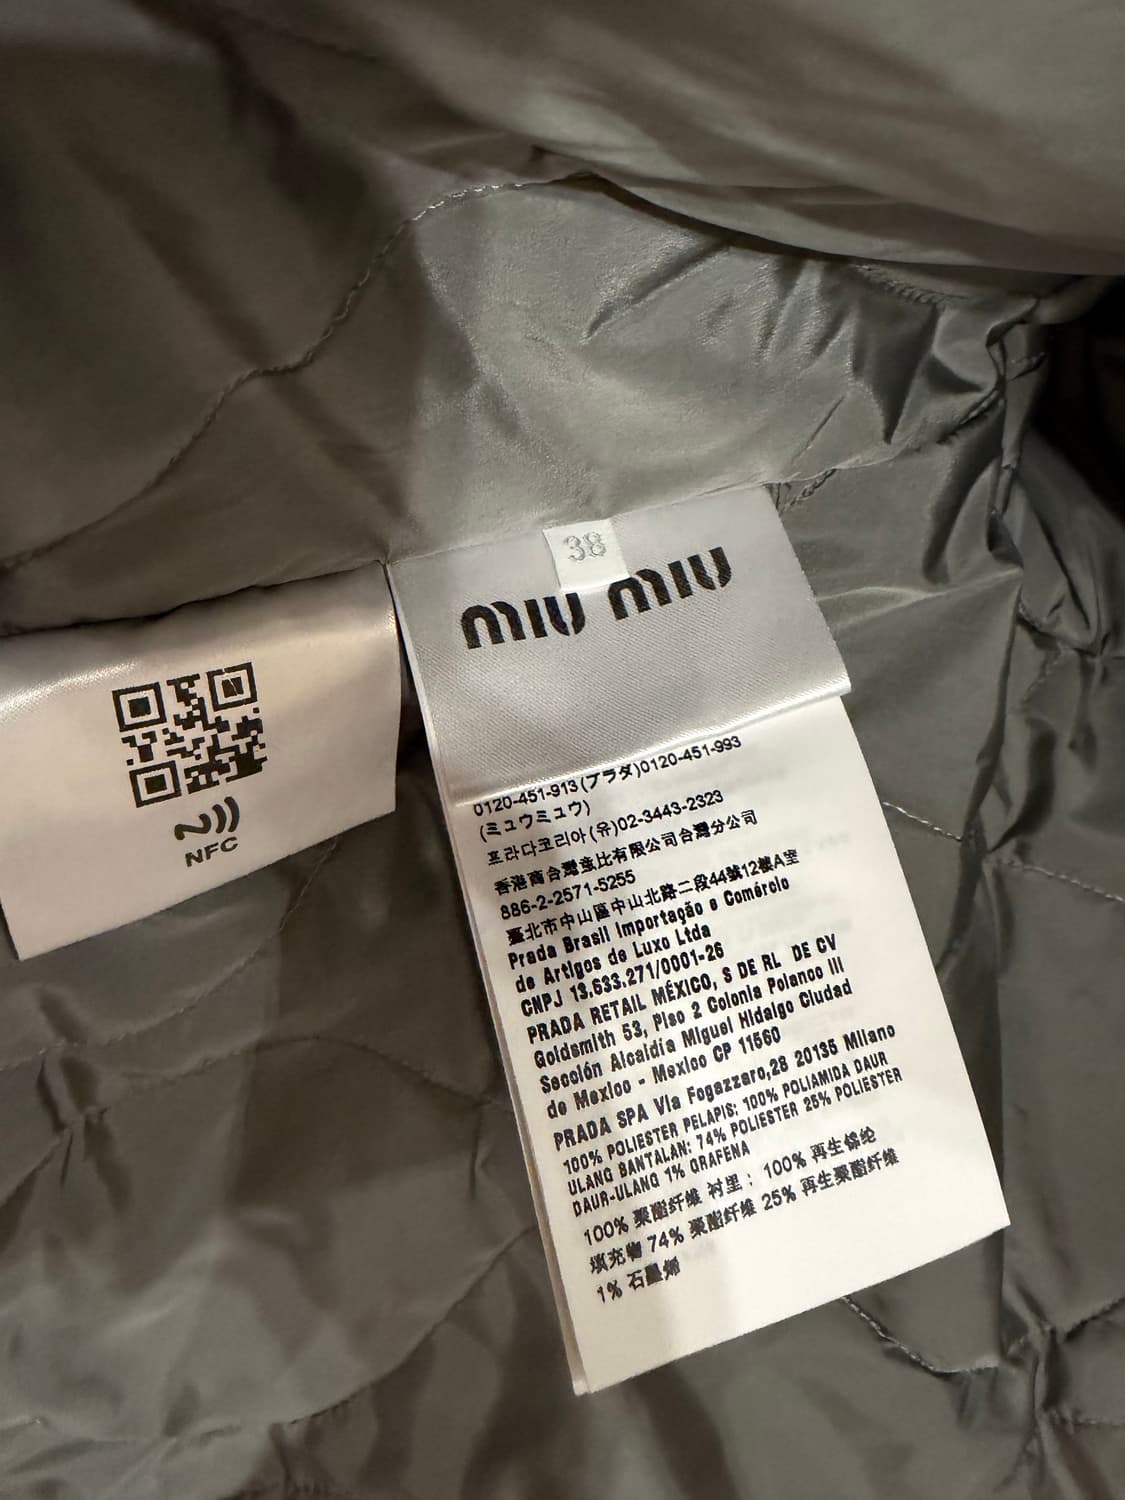 38
miu miu
NFC
0120-451-913(プラダ)0120-451-993
(ミュウミュウ)
프라다코리아(유)02-3443-2323
香港商台灣意比有限公司台灣分公司
886-2-2571-5255
臺北市中山區中山北路二段44號12樓A室
Prada Brasil Importação e Comércio
de Artigos de Luxo Ltda
CNPJ 13.633.271/0001-26
PRADA RETAIL MÉXICO, S DE RL DE CV
Goldsmith 53, Piso 2 Colonia Polanco III
Sección Alcaldia Miguel Hidalgo Ciudad
de Mexico - Mexico CP 11560
PRADA SPA Via Fogazzaro,28 20135 Milano
100% POLIESTER PELAPIS: 100% POLIAMIDA DAUR
ULANG BANTALAN: 74% POLIESTER 25% POLIESTER
DAUR-ULANG 1% GRAFENA
100% 聚酯纤维 衬里: 100% 再生锦纶
填充物 74% 聚酯纤维 25% 再生聚酯纤维
1% 石墨烯